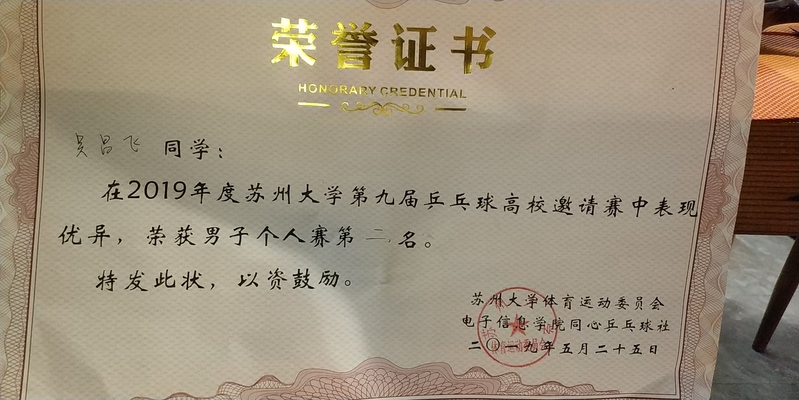 荣誉证书
HONORARY CREDENTIAL
吴昌飞 同学：
在2019年度苏州大学第九届乒乓球高校邀请赛中表现
优异，荣获男子个人赛第二名。
特发此状，以资鼓励。
苏州大学体育运动委员会
电子信息学院同心乒乓球社
二〇一九年五月二十五日